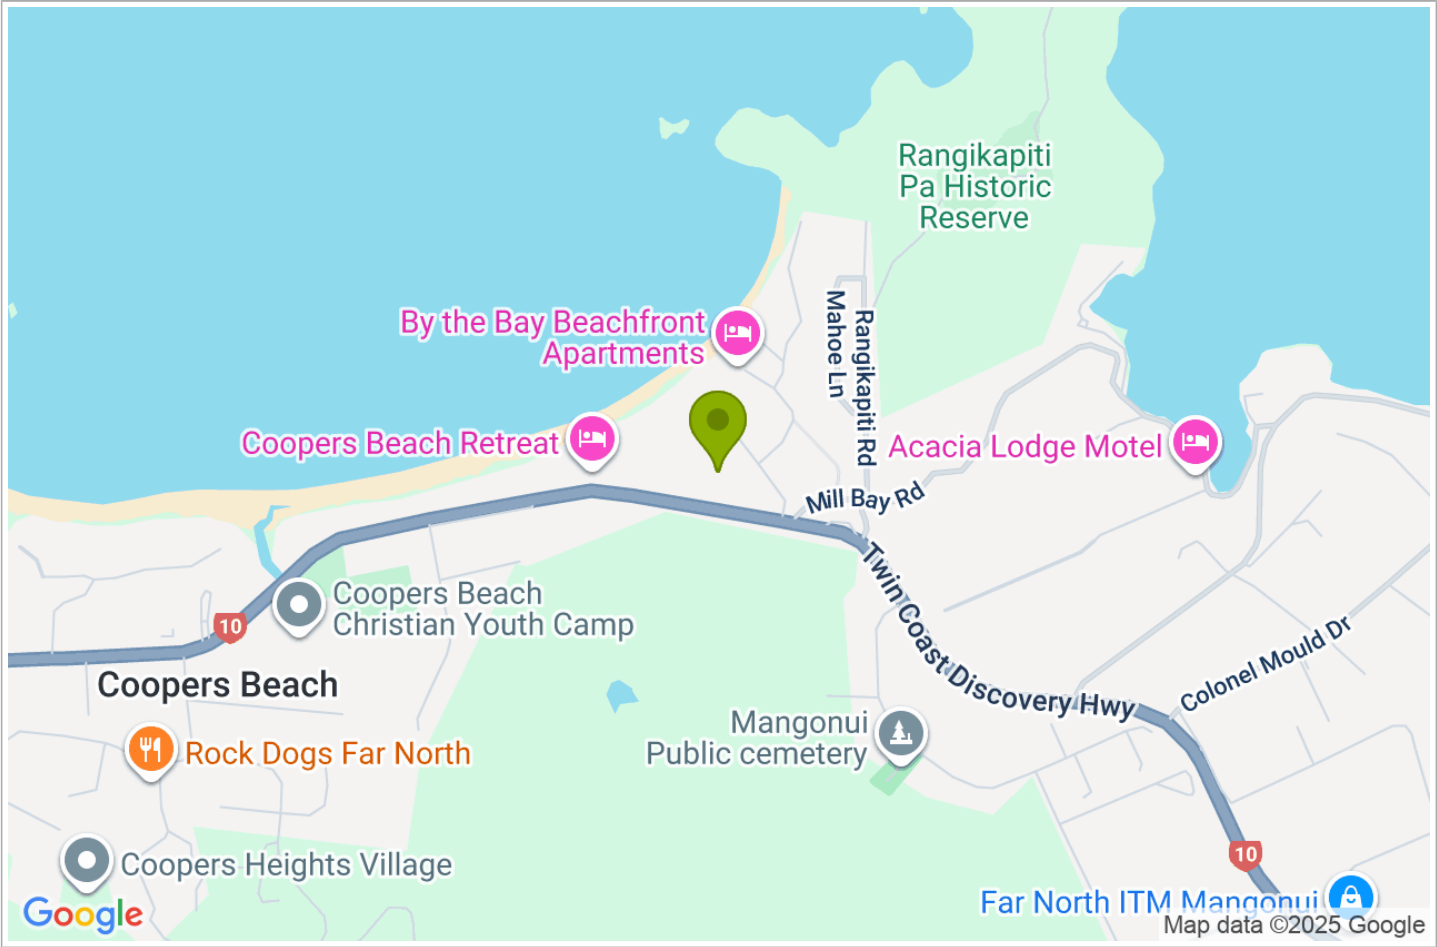 Rangikapiti
Pa Historic
Reserve
By the Bay Beachfront
Apartments
Mahoe Ln
Rangikapiti Rd
Coopers Beach Retreat
Acacia Lodge Motel
Mill Bay Rd
Twin Coast Discovery Hwy
Coopers Beach
Christian Youth Camp
10
Coopers Beach
Colonel Mould Dr
Mangonui
Public cemetery
Rock Dogs Far North
Coopers Heights Village
10
Far North ITM Mangonui
Google
Map data ©2025 Google